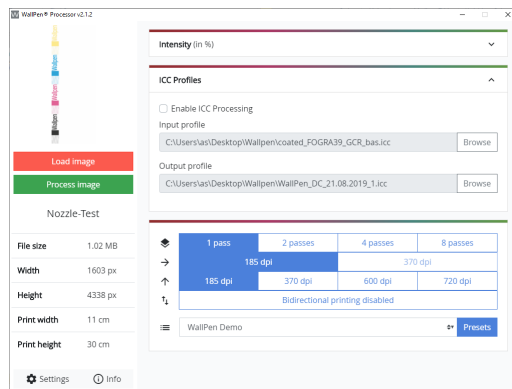 WallPen® Processor v2.1.2
Wallpen
Wallpen
Wallpen
Wallpen
Load image
Process image
Nozzle-Test
File size 1.02 MB
Width 1603 px
Height 4338 px
Print width 11 cm
Print height 30 cm
Settings Info
Intensity (in %)
ICC Profiles
Enable ICC Processing
Input profile
C:\Users\as\Desktop\Wallpen\coated_FOGRA39_GCR_bas.icc Browse
Output profile
C:\Users\as\Desktop\Wallpen\WallPen_DC_21.08.2019_1.icc Browse
1 pass 2 passes 4 passes 8 passes
185 dpi 370 dpi
185 dpi 370 dpi 600 dpi 720 dpi
Bidirectional printing disabled
WallPen Demo Presets